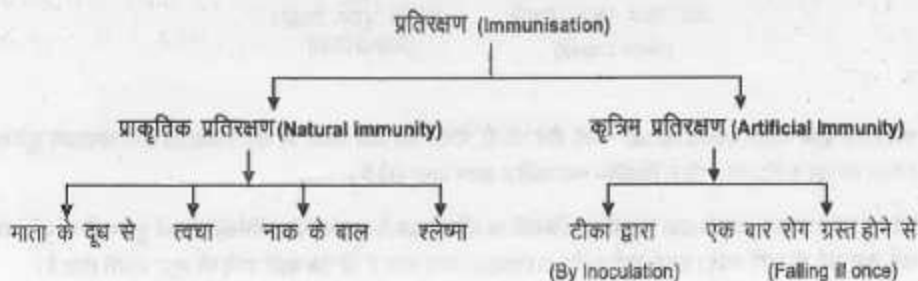 प्रतिरक्षण (Immunisation)
प्राकृतिक प्रतिरक्षण (Natural Immunity)
कृत्रिम प्रतिरक्षण (Artificial Immunity)
माता के दूध से
त्वचा
नाक के बाल
श्लेष्मा
टीका द्वारा
(By Inoculation)
एक बार रोग ग्रस्त होने से
(Falling ill once)